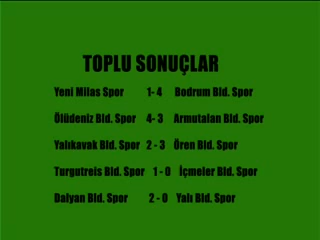 TOPLU SONUÇLAR
Yeni Milas Spor 1- 4 Bodrum Bld. Spor
Ölüdeniz Bld. Spor 4- 3 Armutalan Bld. Spor
Yalıkavak Bld. Spor 2 - 3 Ören Bld. Spor
Turgutreis Bld. Spor 1 - 0 İçmeler Bld. Spor
Dalyan Bld. Spor 2 - 0 Yalı Bld. Spor